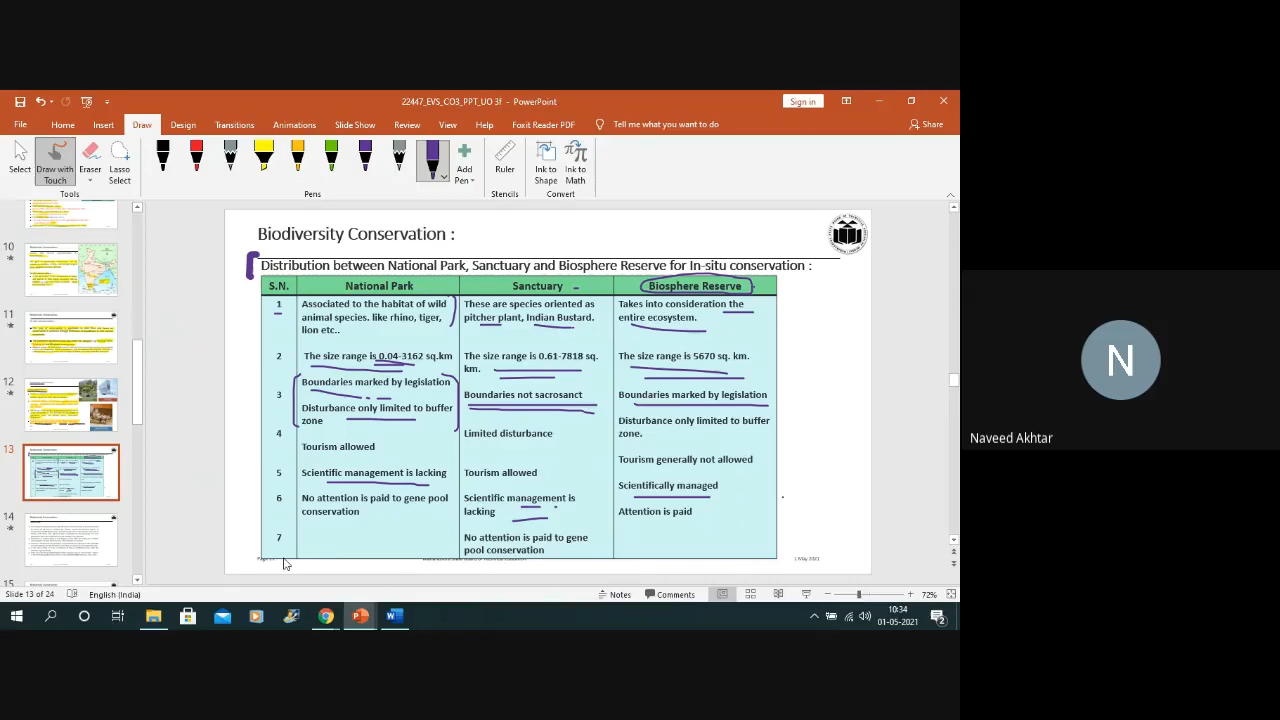 22447_EVS_CO3_PPT_UO 3f - PowerPoint
Sign in
File Home Insert Draw Design Transitions Animations Slide Show Review View Help Foxit Reader PDF Tell me what you want to do Share
Select Draw with Touch Eraser Lasso Select Add Pen Ruler Ink to Shape Ink to Math
Tools Pens Stencils Convert
10
11
12
13
14
15
Biodiversity Conservation :
Distribution between National Park, Sanctuary and Biosphere Reserve for In-situ conservation :
S.N. National Park Sanctuary Biosphere Reserve
1 Associated to the habitat of wild These are species oriented as Takes into consideration the
animal species. like rhino, tiger, pitcher plant, Indian Bustard. entire ecosystem.
lion etc..
2 The size range is 0.04-3162 sq.km The size range is 0.61-7818 sq. The size range is 5670 sq. km.
km.
Boundaries marked by legislation
3 Boundaries not sacrosanct Boundaries marked by legislation
Disturbance only limited to buffer
zone Disturbance only limited to buffer
4 Limited disturbance zone.
Tourism allowed
Tourism generally not allowed
5 Scientific management is lacking Tourism allowed
Scientifically managed
6 No attention is paid to gene pool Scientific management is
conservation lacking Attention is paid
7 No attention is paid to gene
pool conservation
1 May 2021
Slide 13 of 24 English (India) Notes Comments 72%
10:34
01-05-2021
2
N
Naveed Akhtar